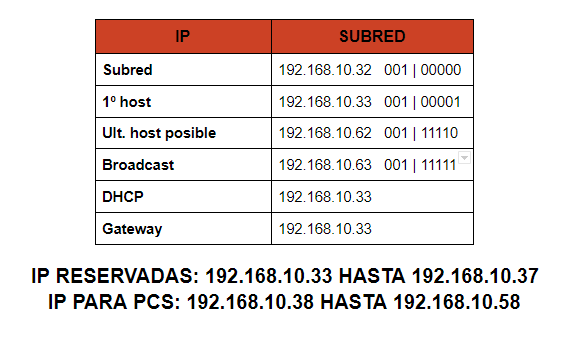 IP SUBRED
Subred 192.168.10.32 001 | 00000
1º host 192.168.10.33 001 | 00001
Ult. host posible 192.168.10.62 001 | 11110
Broadcast 192.168.10.63 001 | 11111
DHCP 192.168.10.33
Gateway 192.168.10.33
IP RESERVADAS: 192.168.10.33 HASTA 192.168.10.37
IP PARA PCS: 192.168.10.38 HASTA 192.168.10.58